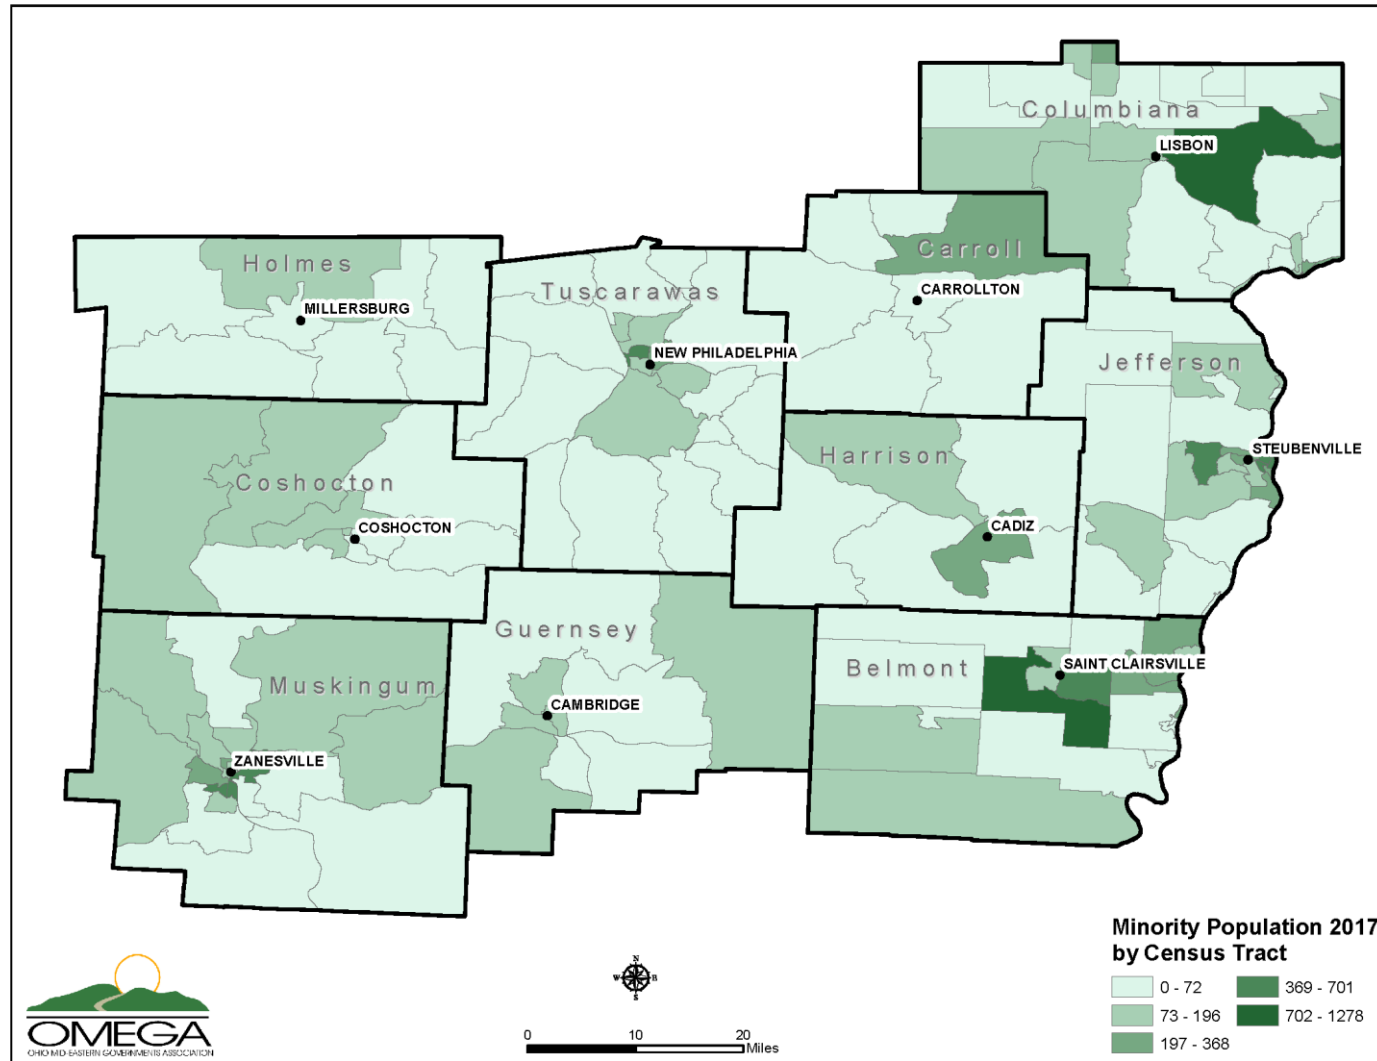 Columbiana
LISBON
Carroll
CARROLLTON
Holmes
MILLERSBURG
Tuscarawas
NEW PHILADELPHIA
Jefferson
STEUBENVILLE
Harrison
CADIZ
Coshocton
COSHOCTON
Guernsey
CAMBRIDGE
Belmont
SAINT CLAIRSVILLE
Muskingum
ZANESVILLE
Minority Population 2017
by Census Tract
0 - 72
369 - 701
73 - 196
702 - 1278
197 - 368
N
W
E
S
0 10 20
Miles
OMEGA
OHIO MID-EASTERN GOVERNMENTS ASSOCIATION